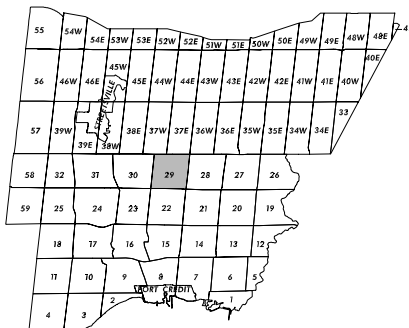 55 54W 54E 53W 53E 52W 52E 51W 51E 50W 50E 49E 49W 48W 48E 4
56 46W 46E 45W 45E 44W 44E 43W 43E 42W 42E 41W 41E 40W 40E
STREETSVILLE
57 39W 39E 38W 38E 37W 37E 36W 36E 35W 35E 34W 34E 33
58 32 31 30 29 28 27 26
59 25 24 23 22 21 20 19
18 17 16 15 14 13 12
11 10 9 8 7 6 5
PORT CREDIT
4 3 2 1